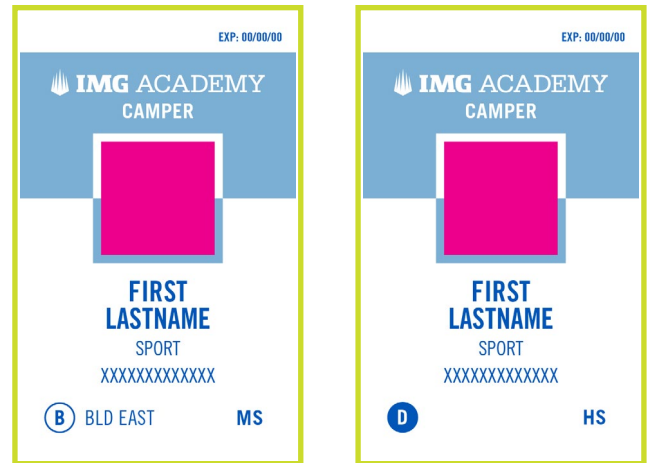 EXP: 00/00/00
IMG ACADEMY
CAMPER
FIRST
LASTNAME
SPORT
XXXXXXXXXXXXX
B BLD EAST MS
EXP: 00/00/00
IMG ACADEMY
CAMPER
FIRST
LASTNAME
SPORT
XXXXXXXXXXXXX
D HS